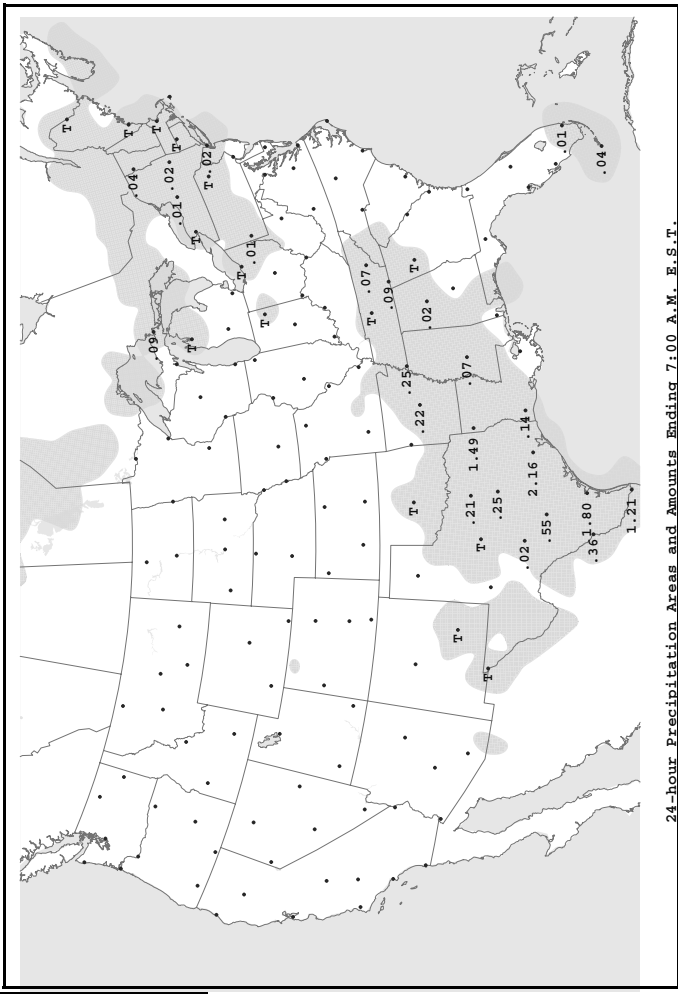 T
T
.04
.09
T
.02
T
.01
T
T
.02
T
T
.01
T
.07
T
.09
.25
T
T
.22
.02
T
.07
.21
1.49
T
T
.25
.02
.14
2.16
.55
.01
1.80
.36
.04
1.21
24-hour Precipitation Areas and Amounts Ending 7:00 A.M. E.S.T.